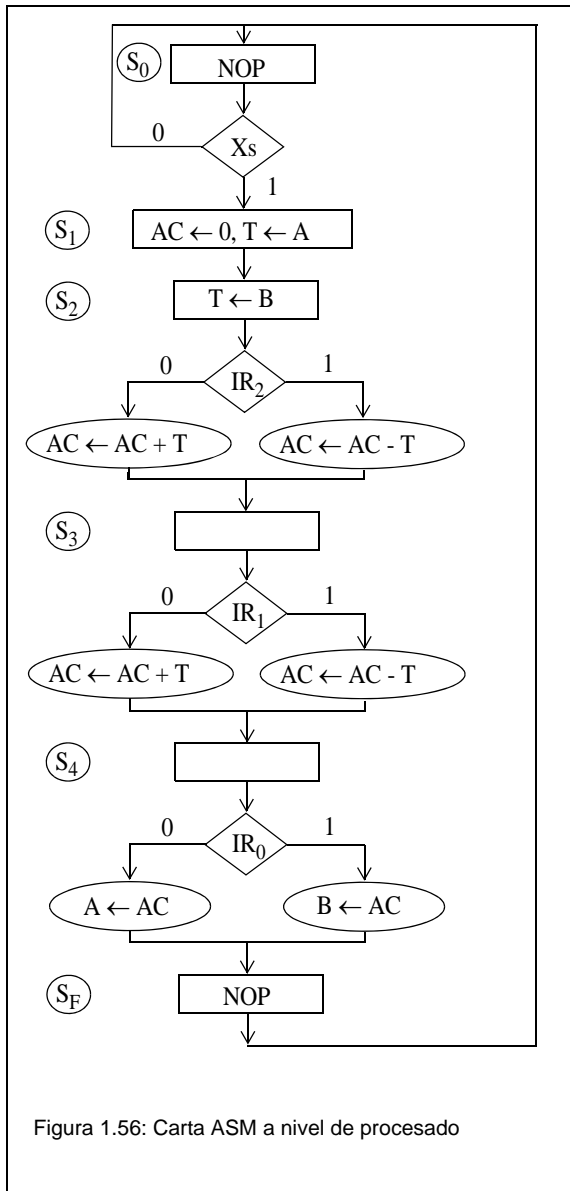 S0
NOP
0
Xs
1
S1
AC ← 0, T ← A
S2
T ← B
0
IR2
1
AC ← AC + T
AC ← AC - T
S3
0
IR1
1
AC ← AC + T
AC ← AC - T
S4
0
IR0
1
A ← AC
B ← AC
SF
NOP
Figura 1.56: Carta ASM a nivel de procesado